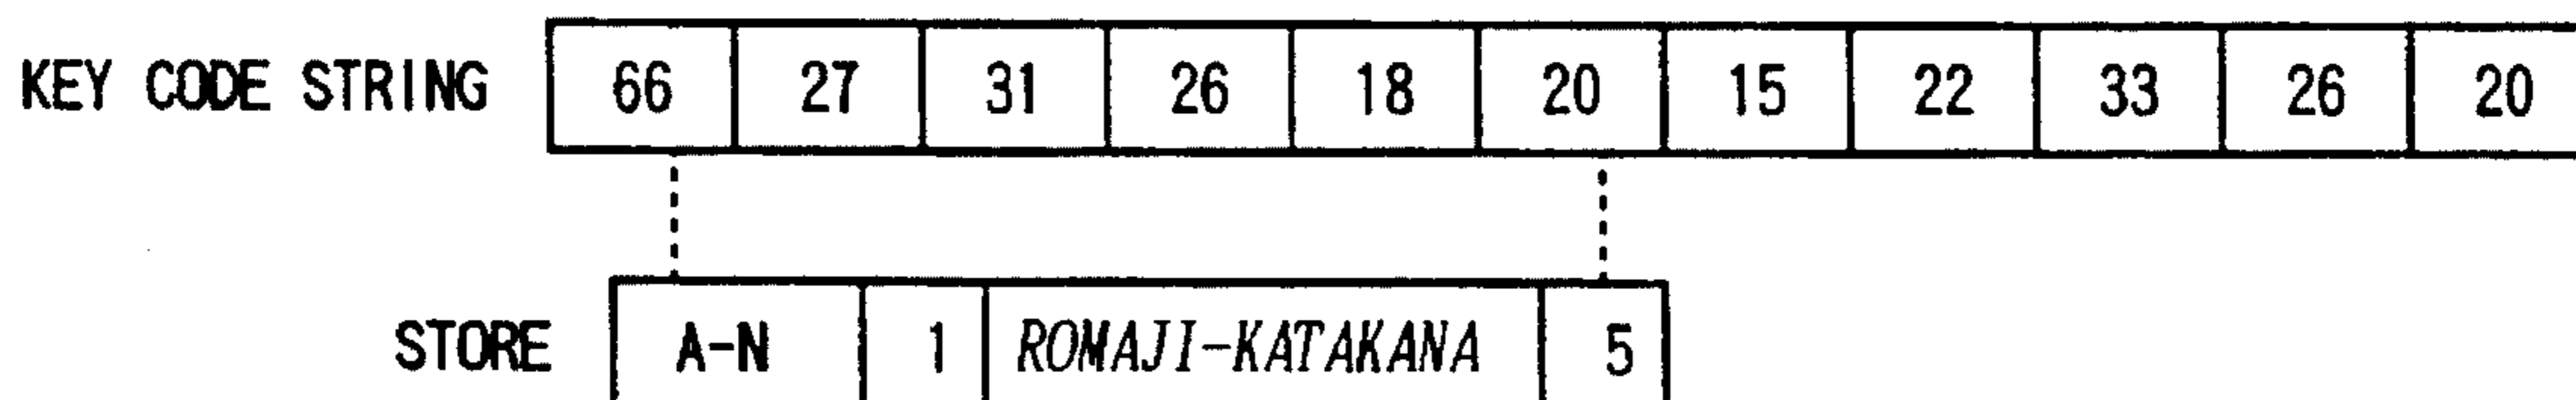 KEY CODE STRING 66 27 31 26 18 20 15 22 33 26 20
STORE A-N 1 ROMAJI-KATAKANA 5